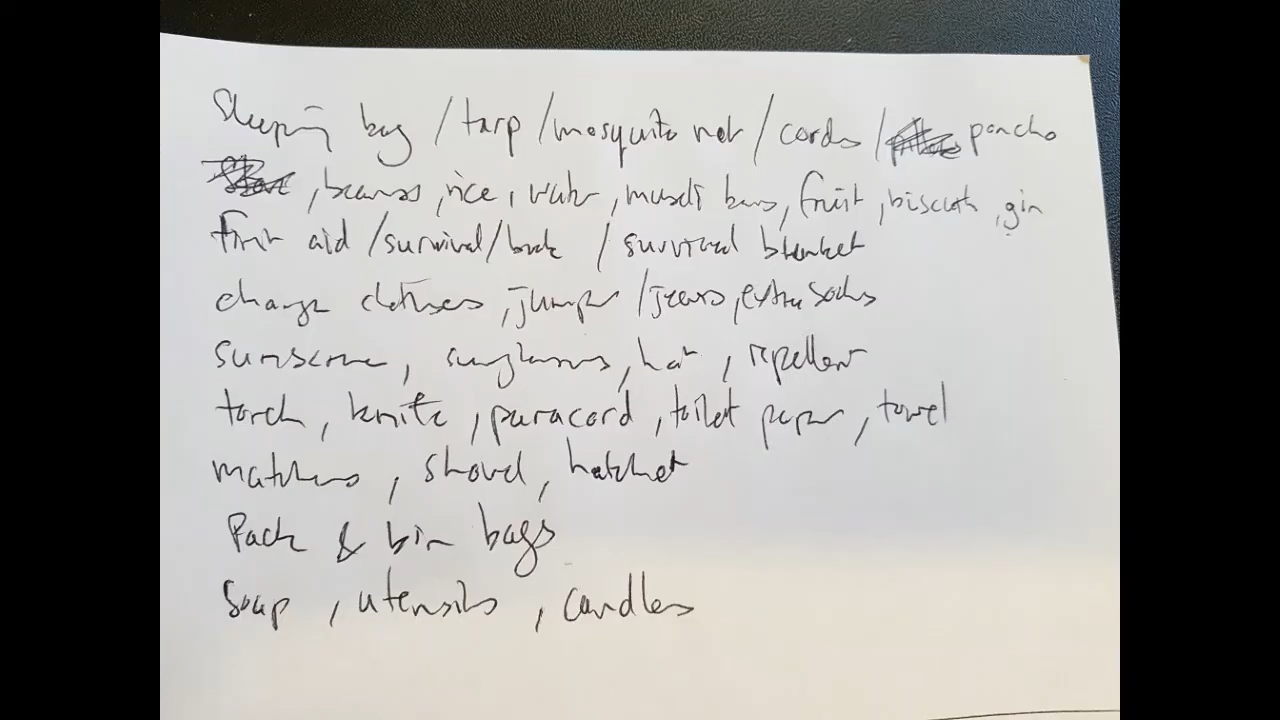 Sleeping bag / tarp / mosquito net / cords / poncho
, beans, rice, water, muesli bars, fruit, biscuits, gin
First aid / survival / book / survival blanket
change clothes, jumper / jeans, extra socks
sunscreen, sunglasses, hat, repellent
torch, knife, paracord, toilet paper, towel
matches, shovel, hatchet
Pack & bin bags
Soap, utensils, candles